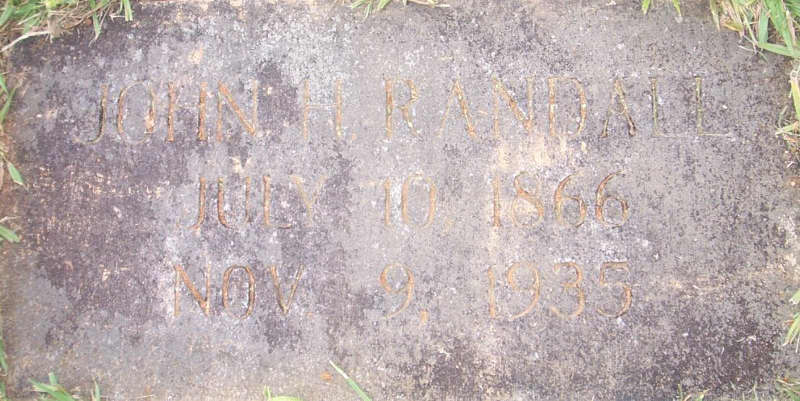 JOHN H. RANDALL
JULY 10, 1866
NOV 9, 1935